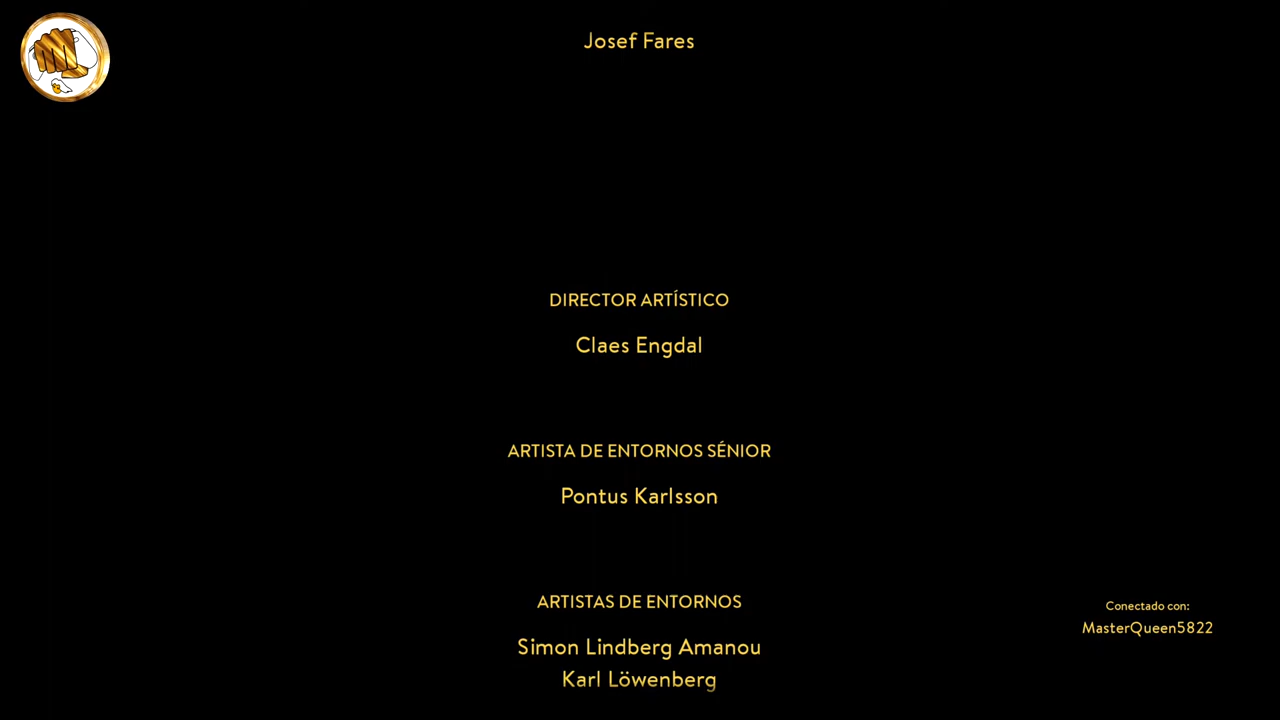 Josef Fares
DIRECTOR ARTÍSTICO
Claes Engdal
ARTISTA DE ENTORNOS SÉNIOR
Pontus Karlsson
ARTISTAS DE ENTORNOS
Simon Lindberg Amanou
Karl Löwenberg
Conectado con:
MasterQueen5822